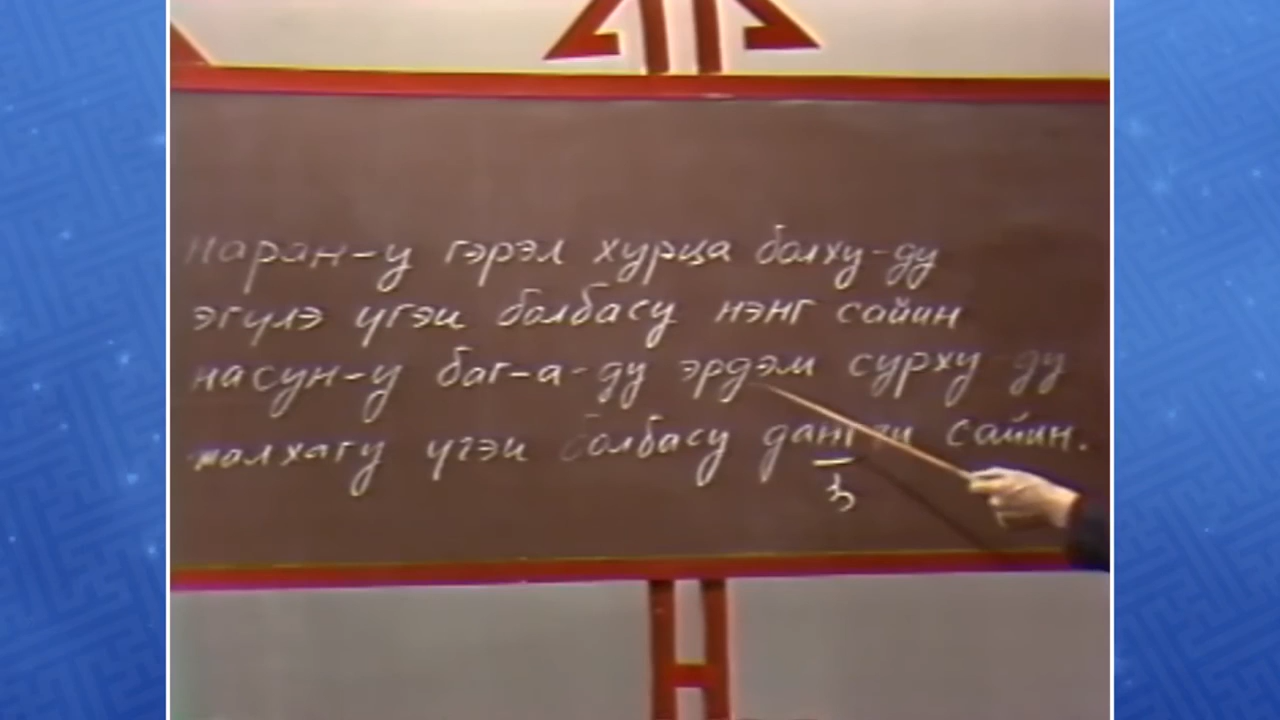 наран-у гэрэл хурца болху-ду
эгулэ угэи болбасу нэнг сайин
насун-у баг-а-ду эрдэм сурху-ду
залхагу угэи болбасу данги сайин.